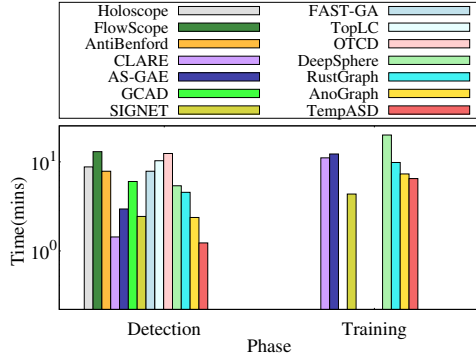 Holoscope FAST-GA
FlowScope TopLC
AntiBenford OTCD
CLARE DeepSphere
AS-GAE RustGraph
GCAD AnoGraph
SIGNET TempASD
Time(mins)
10^1
10^0
Detection Training
Phase